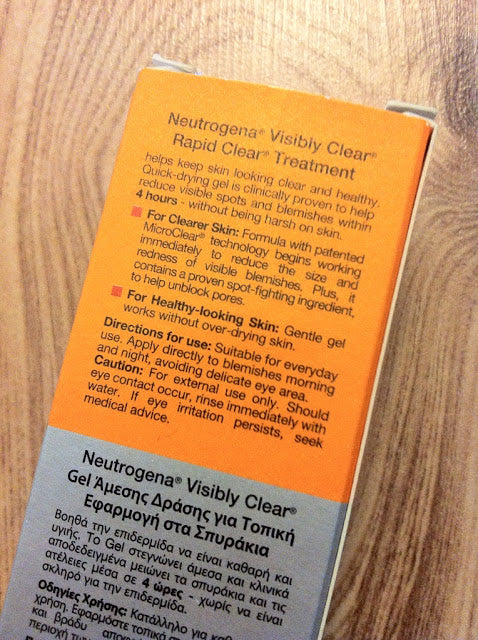 Neutrogena® Visibly Clear®
Rapid Clear® Treatment
helps keep skin looking clear and healthy.
Quick-drying gel is clinically proven to help
reduce visible spots and blemishes within
4 hours - without being harsh on skin.
For Clearer Skin: Formula with patented
MicroClear® technology begins working
immediately to reduce the size and
redness of visible blemishes. Plus, it
contains a proven spot-fighting ingredient,
to help unblock pores.
For Healthy-looking Skin: Gentle gel
works without over-drying skin.
Directions for use: Suitable for everyday
use. Apply directly to blemishes morning
and night, avoiding delicate eye area.
Caution: For external use only. Should
eye contact occur, rinse immediately with
water. If eye irritation persists, seek
medical advice.
Neutrogena® Visibly Clear®
Gel Άμεσης Δράσης για Τοπική
Εφαρμογή στα Σπυράκια
Βοηθά την επιδερμίδα να είναι καθαρή και
υγιής. Το Gel στεγνώνει άμεσα και κλινικά
αποδεδειγμένα μειώνει τα σπυράκια και τις
ατέλειες μέσα σε 4 ώρες - χωρίς να είναι
σκληρό για την επιδερμίδα.
Οδηγίες Χρήσης: Κατάλληλο για
χρήση. Εφαρμόστε τοπικά
και βράδυ
περιοχή